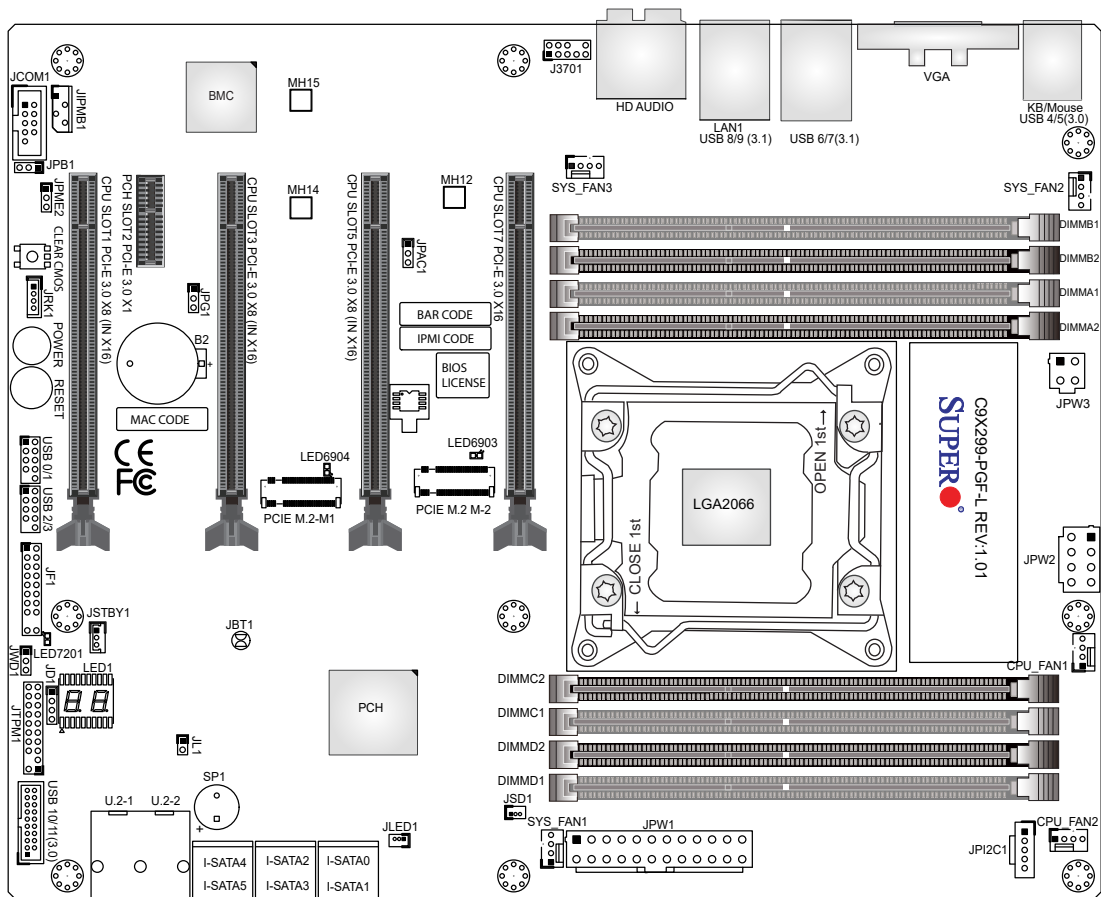 JCOM1
JIPMB1
BMC
MH15
J3701
HD AUDIO
LAN1
USB 8/9 (3.1)
USB 6/7(3.1)
VGA
KB/Mouse
USB 4/5(3.0)
JPB1
JPME2
CLEAR CMOS
JRK1
POWER
RESET
CPU SLOT1 PCI-E 3.0 X8 (IN X16)
PCH SLOT2 PCI-E 3.0 X1
CPU SLOT3 PCI-E 3.0 X8 (IN X16)
CPU SLOT5 PCI-E 3.0 X8 (IN X16)
CPU SLOT7 PCI-E 3.0 X16
MH14
MH12
JPG1
JPAC1
B2
+
BAR CODE
IPMI CODE
BIOS
LICENSE
MAC CODE
CE
FC
LED6904
LED6903
PCIE M.2-M1
PCIE M.2 M-2
SYS_FAN3
SYS_FAN2
DIMMB1
DIMMB2
DIMMA1
DIMMA2
JPW3
C9X299-PGF-L REV:1.01
SUPER
OPEN 1st→
LGA2066
← CLOSE 1st
JPW2
CPU_FAN1
USB 0/1
USB 2/3
JF1
JSTBY1
JBT1
LED7201
JWD1
JD1
LED1
88
JTPM1
PCH
JL1
DIMMC2
DIMMC1
DIMMD2
DIMMD1
USB 10/11(3.0)
U.2-1
U.2-2
SP1
+
JLED1
I-SATA4
I-SATA2
I-SATA0
I-SATA5
I-SATA3
I-SATA1
JSD1
SYS_FAN1
JPW1
JPI2C1
CPU_FAN2